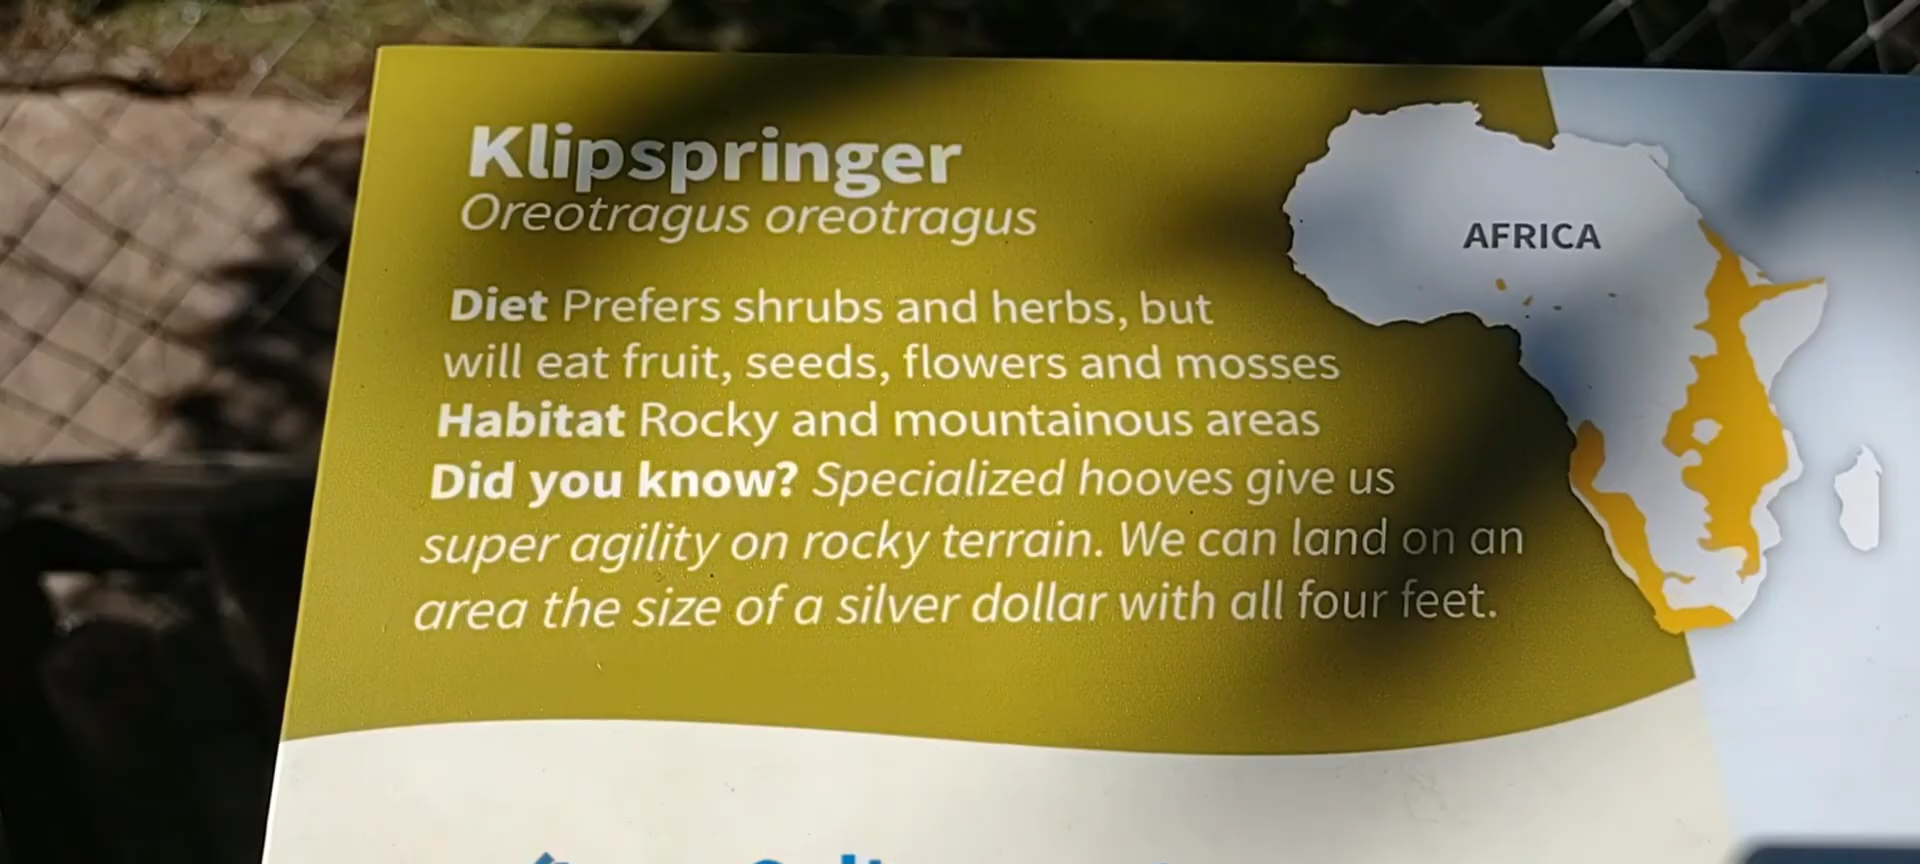 Klipspringer
Oreotragus oreotragus
AFRICA
Diet Prefers shrubs and herbs, but
will eat fruit, seeds, flowers and mosses
Habitat Rocky and mountainous areas
Did you know? Specialized hooves give us
super agility on rocky terrain. We can land on an
area the size of a silver dollar with all four feet.